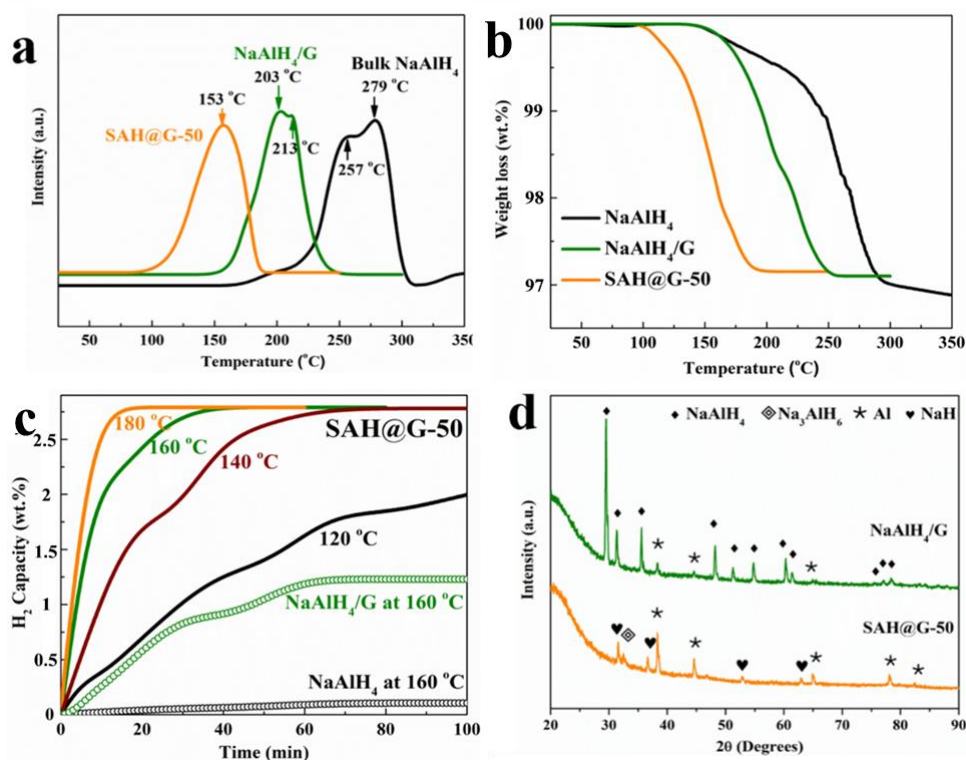 a
NaAlH4/G
203 °C
Bulk NaAlH4
279 °C
153 °C
SAH@G-50
213 °C
257 °C
Intensity (a.u.)
50 100 150 200 250 300 350
Temperature (°C)
b
100
99
98
97
Weight loss (wt.%)
NaAlH4
NaAlH4/G
SAH@G-50
50 100 150 200 250 300 350
Temperature (°C)
c
SAH@G-50
180 °C
160 °C
140 °C
120 °C
NaAlH4/G at 160 °C
NaAlH4 at 160 °C
2.5
2
1.5
1
0.5
0
H2 Capacity (wt.%)
0 20 40 60 80 100
Time (min)
d
♦ NaAlH4 Na3AlH6 * Al ♥ NaH
NaAlH4/G
SAH@G-50
Intensity (a.u.)
20 30 40 50 60 70 80 90
2θ (Degrees)